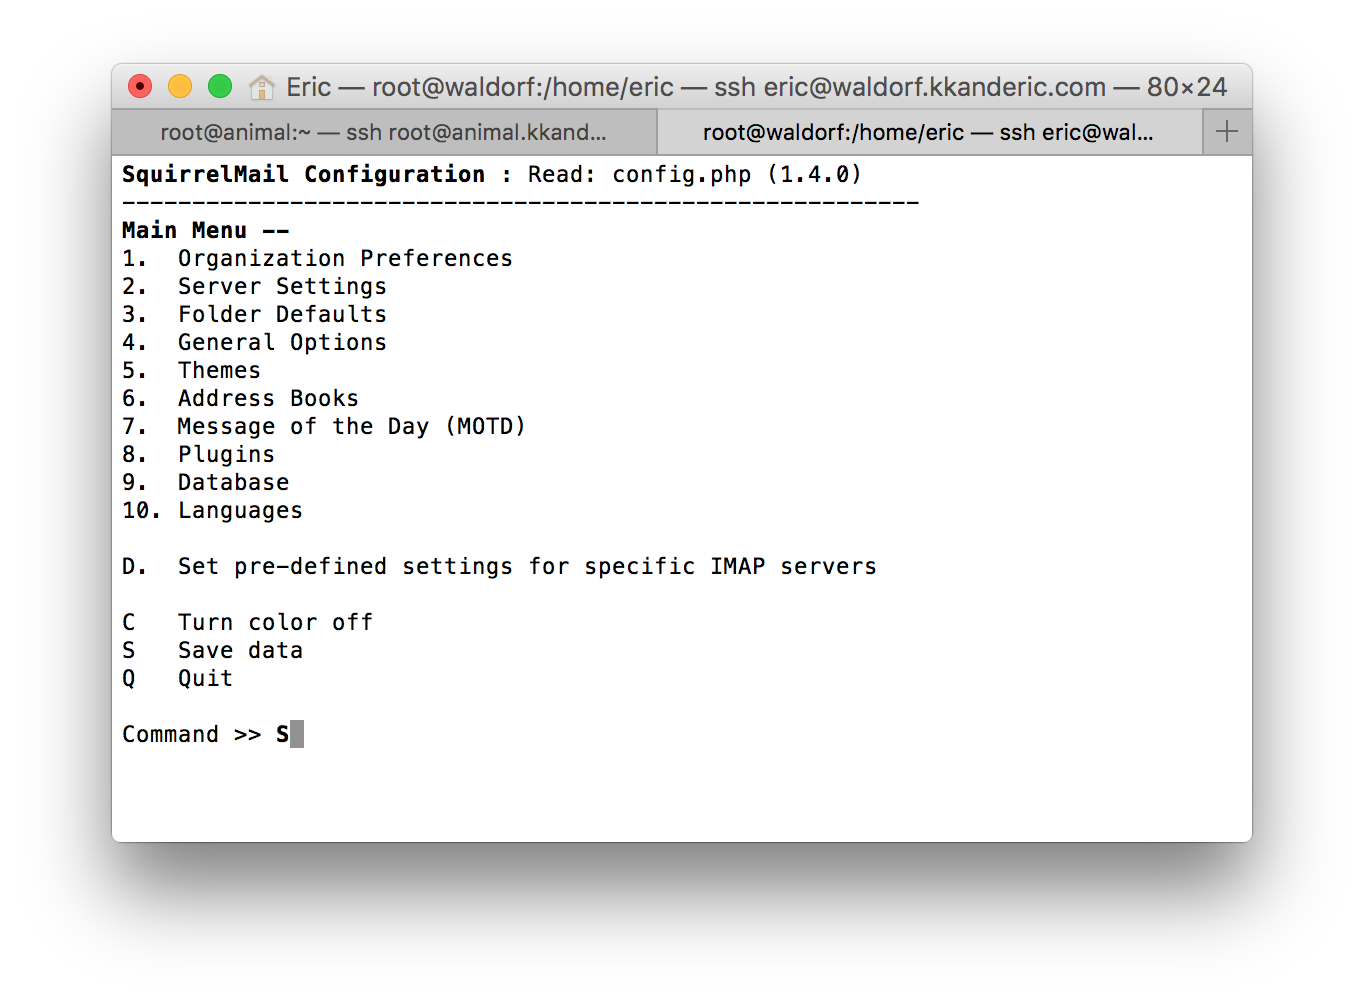 Eric — root@waldorf:/home/eric — ssh eric@waldorf.kkanderic.com — 80×24
root@animal:~ — ssh root@animal.kkand...
root@waldorf:/home/eric — ssh eric@wal...
SquirrelMail Configuration : Read: config.php (1.4.0)
---------------------------------------------------------
Main Menu --
1.  Organization Preferences
2.  Server Settings
3.  Folder Defaults
4.  General Options
5.  Themes
6.  Address Books
7.  Message of the Day (MOTD)
8.  Plugins
9.  Database
10. Languages
D.  Set pre-defined settings for specific IMAP servers
C   Turn color off
S   Save data
Q   Quit
Command >> S